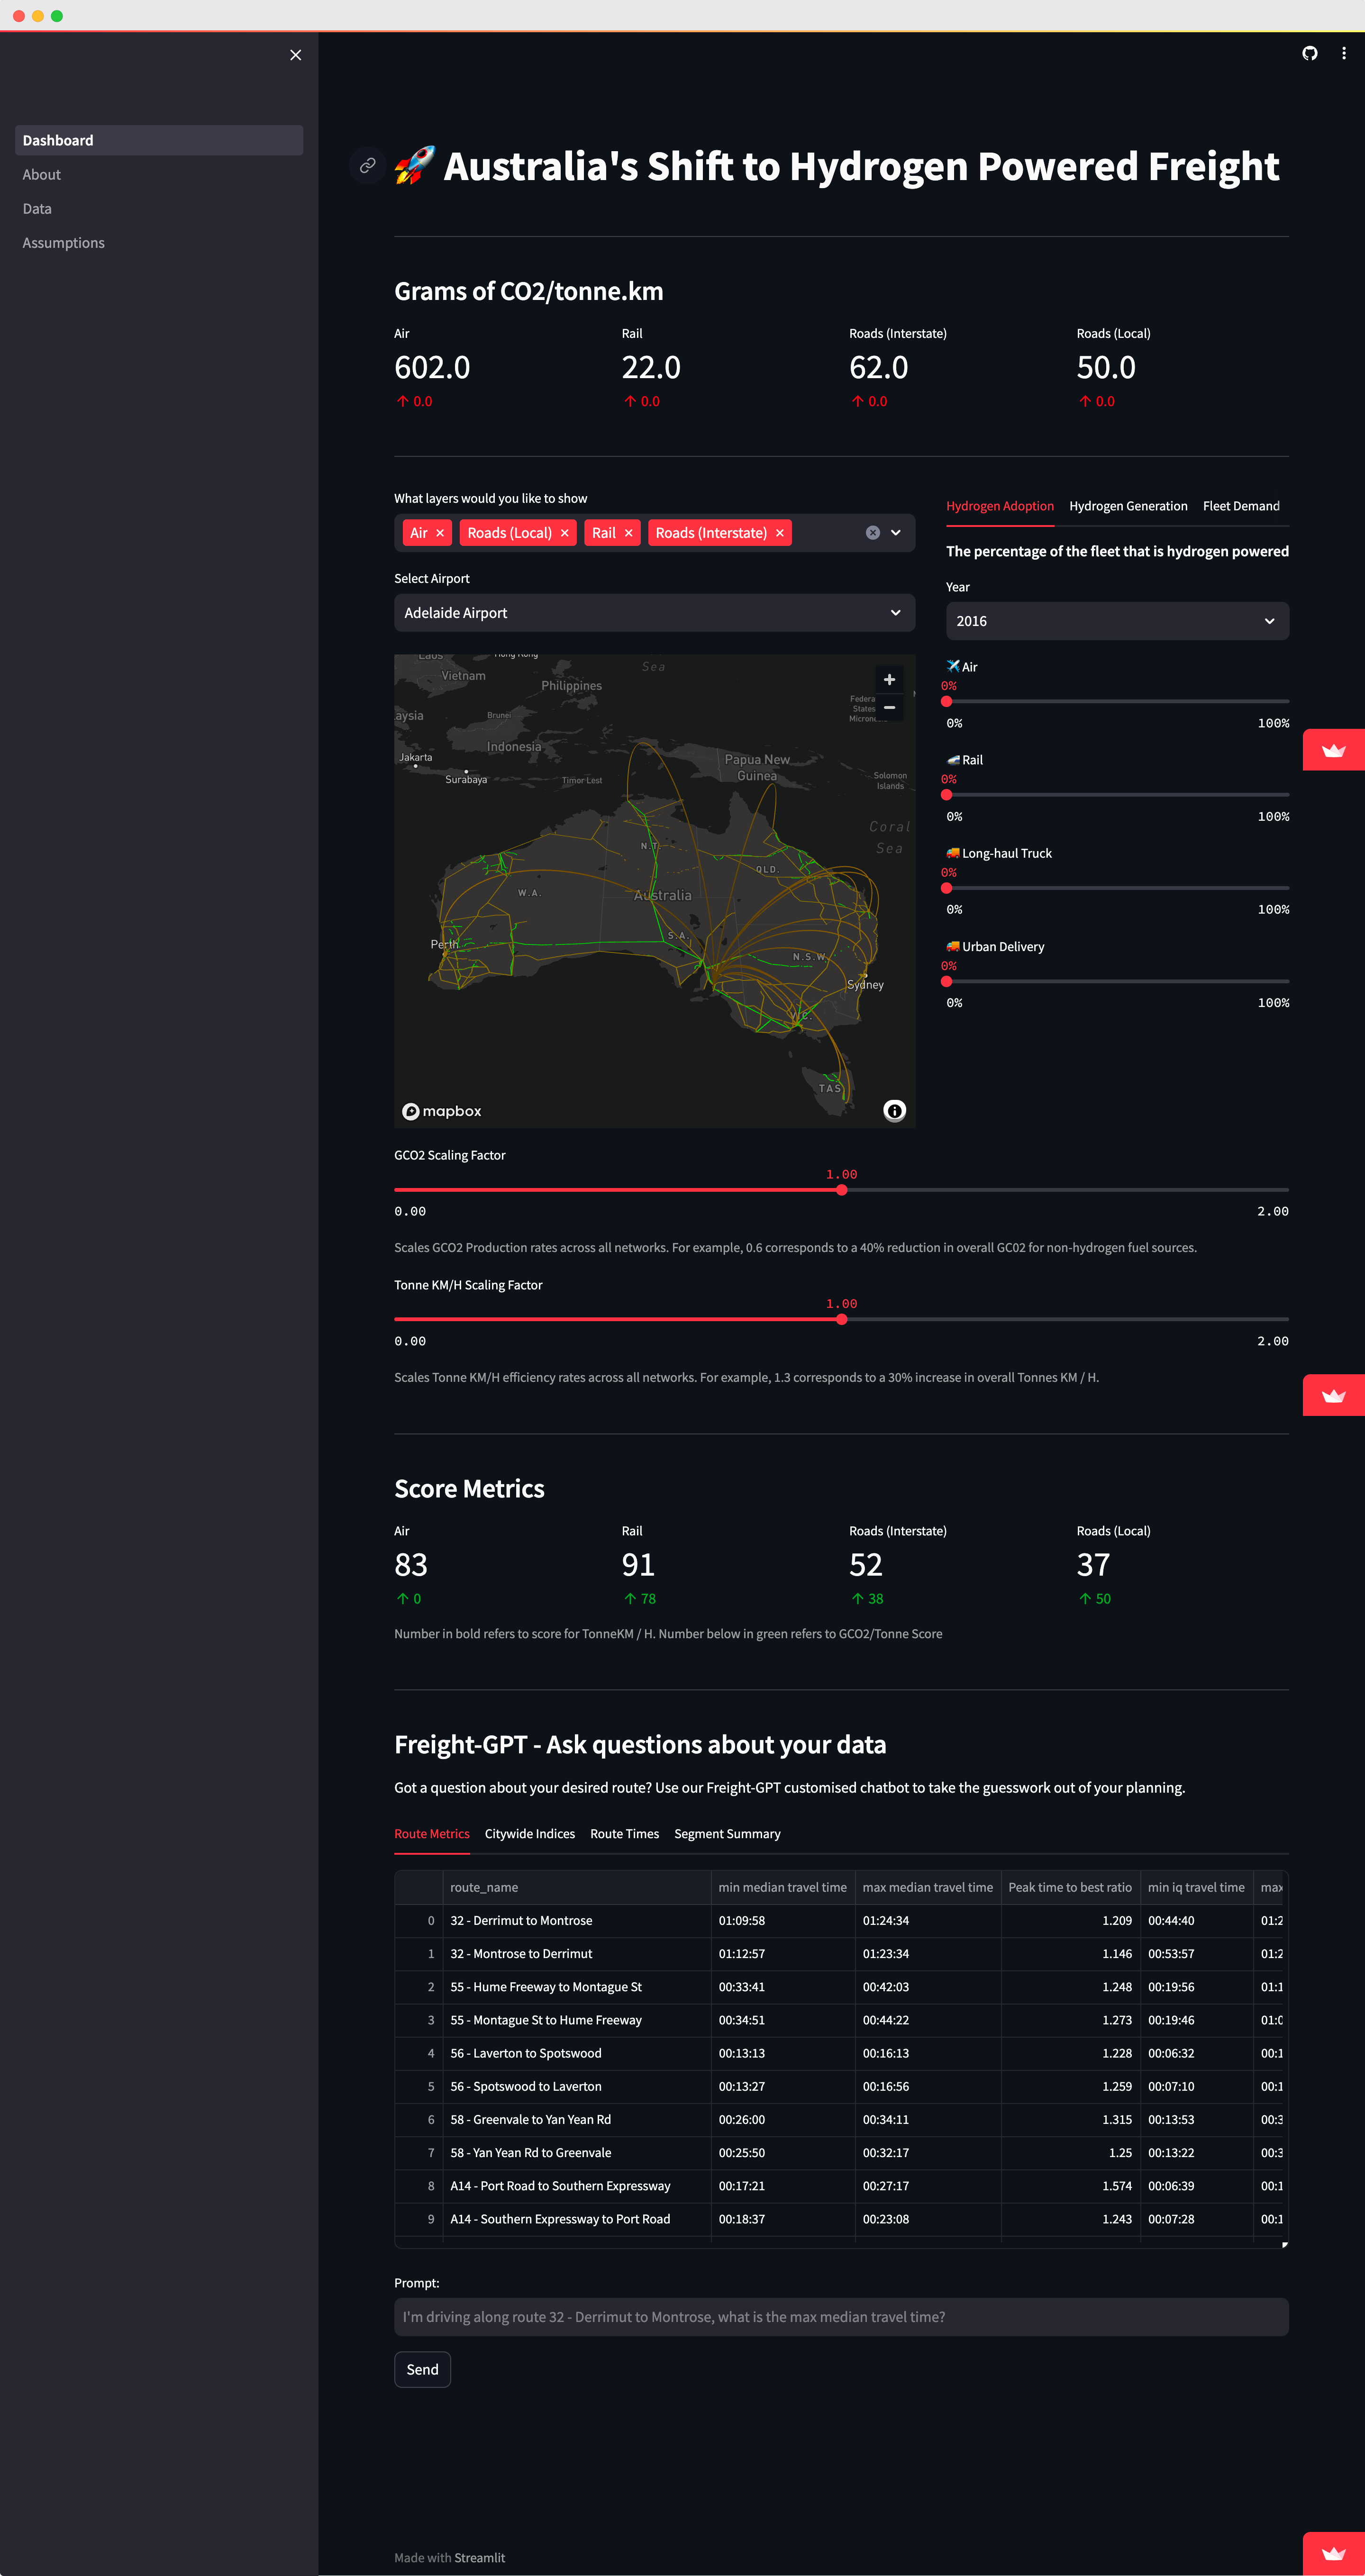 Dashboard
About
Data
Assumptions
Australia's Shift to Hydrogen Powered Freight
Grams of CO2/tonne.km
Air Rail Roads (Interstate) Roads (Local)
602.0 22.0 62.0 50.0
↑ 0.0 ↑ 0.0 ↑ 0.0 ↑ 0.0
What layers would you like to show
Air × Roads (Local) × Rail × Roads (Interstate) ×
Select Airport
Adelaide Airport
Laos Hong Kong Sea
Vietnam
Philippines
Federa
States
Micron
aysia Brunei
Indonesia
Jakarta
Surabaya
Timor Lest
Papua New
Guinea
Solomon
Islands
Coral
Sea
N.T.
QLD.
W.A.
Australia
S.A.
Perth
N.S.W.
Sydney
TAS
mapbox
Hydrogen Adoption Hydrogen Generation Fleet Demand
The percentage of the fleet that is hydrogen powered
Year
2016
Air
0%
0% 100%
Rail
0%
0% 100%
Long-haul Truck
0%
0% 100%
Urban Delivery
0%
0% 100%
GCO2 Scaling Factor
1.00
0.00 2.00
Scales GCO2 Production rates across all networks. For example, 0.6 corresponds to a 40% reduction in overall GC02 for non-hydrogen fuel sources.
Tonne KM/H Scaling Factor
1.00
0.00 2.00
Scales Tonne KM/H efficiency rates across all networks. For example, 1.3 corresponds to a 30% increase in overall Tonnes KM / H.
Score Metrics
Air Rail Roads (Interstate) Roads (Local)
83 91 52 37
↑ 0 ↑ 78 ↑ 38 ↑ 50
Number in bold refers to score for TonneKM / H. Number below in green refers to GCO2/Tonne Score
Freight-GPT - Ask questions about your data
Got a question about your desired route? Use our Freight-GPT customised chatbot to take the guesswork out of your planning.
Route Metrics Citywide Indices Route Times Segment Summary
route_name min median travel time max median travel time Peak time to best ratio min iq travel time max
0 32 - Derrimut to Montrose 01:09:58 01:24:34 1.209 00:44:40 01:2
1 32 - Montrose to Derrimut 01:12:57 01:23:34 1.146 00:53:57 01:2
2 55 - Hume Freeway to Montague St 00:33:41 00:42:03 1.248 00:19:56 01:1
3 55 - Montague St to Hume Freeway 00:34:51 00:44:22 1.273 00:19:46 01:0
4 56 - Laverton to Spotswood 00:13:13 00:16:13 1.228 00:06:32 00:1
5 56 - Spotswood to Laverton 00:13:27 00:16:56 1.259 00:07:10 00:1
6 58 - Greenvale to Yan Yean Rd 00:26:00 00:34:11 1.315 00:13:53 00:3
7 58 - Yan Yean Rd to Greenvale 00:25:50 00:32:17 1.25 00:13:22 00:3
8 A14 - Port Road to Southern Expressway 00:17:21 00:27:17 1.574 00:06:39 00:1
9 A14 - Southern Expressway to Port Road 00:18:37 00:23:08 1.243 00:07:28 00:1
Prompt:
I'm driving along route 32 - Derrimut to Montrose, what is the max median travel time?
Send
Made with Streamlit